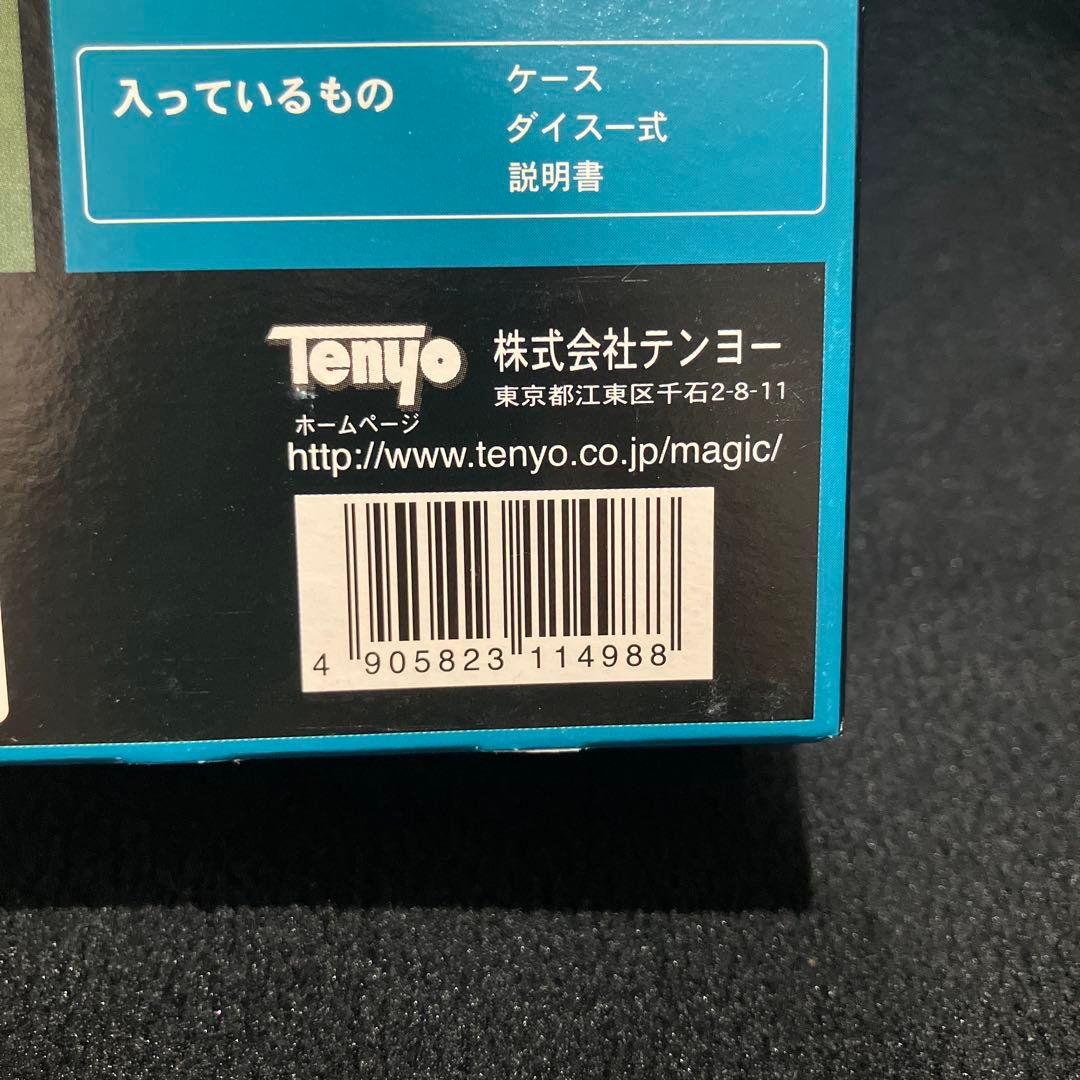 入っているもの
ケース
ダイス一式
説明書
Tenyo
株式会社テンヨー
東京都江東区千石2-8-11
ホームページ
http://www.tenyo.co.jp/magic/
4 905823 114988